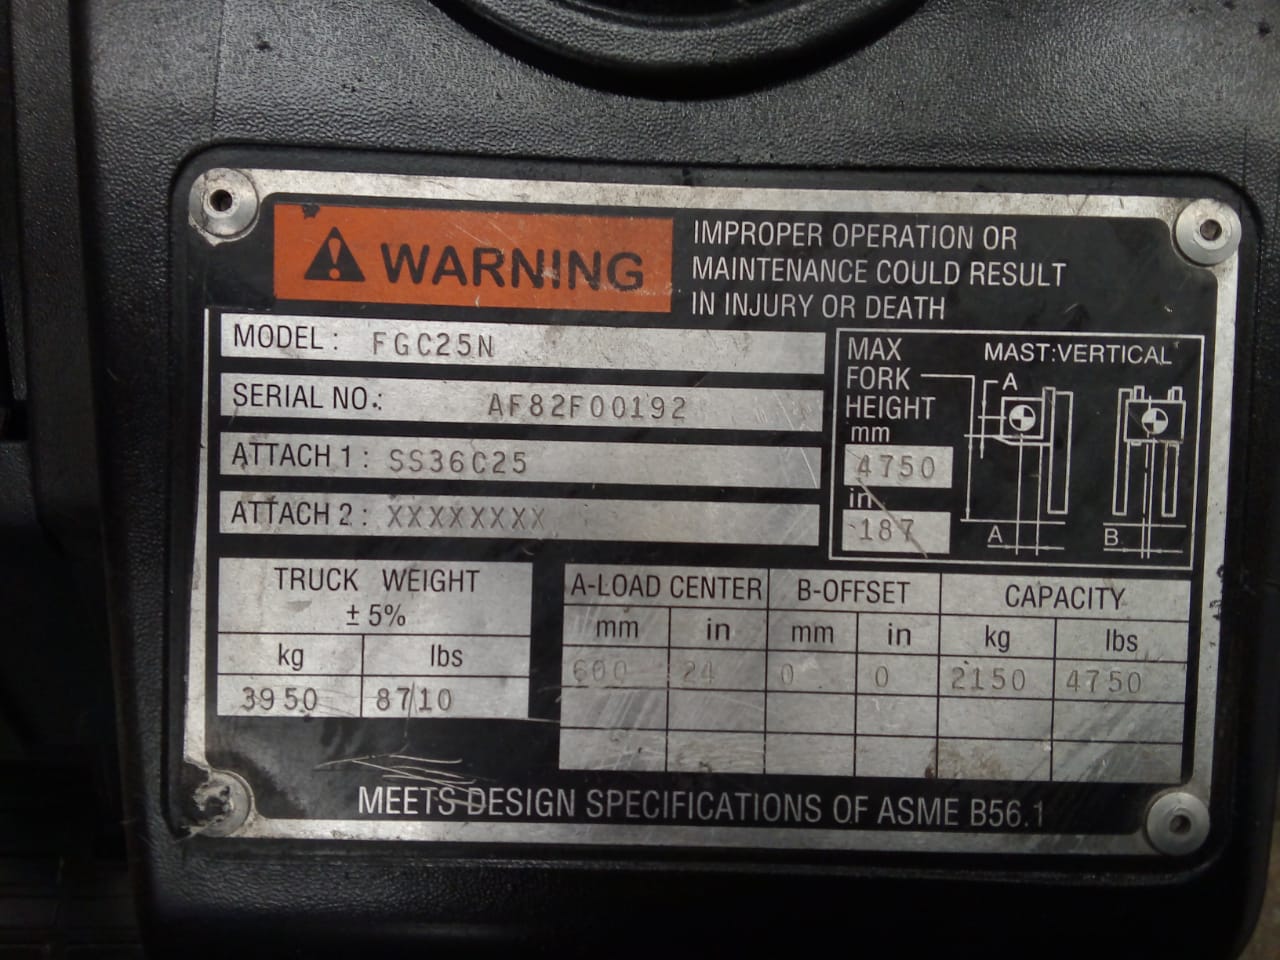 WARNING
IMPROPER OPERATION OR
MAINTENANCE COULD RESULT
IN INJURY OR DEATH
MODEL: FGC25N
SERIAL NO.: AF82F00192
ATTACH 1: SS36C25
ATTACH 2: XXXXXXXX
MAX
FORK
HEIGHT
mm
4750
in
187
MAST:VERTICAL
A
A
B
TRUCK WEIGHT
± 5%
kg lbs
3950 8710
A-LOAD CENTER B-OFFSET CAPACITY
mm in mm in kg lbs
600 24 0 0 2150 4750
MEETS DESIGN SPECIFICATIONS OF ASME B56.1